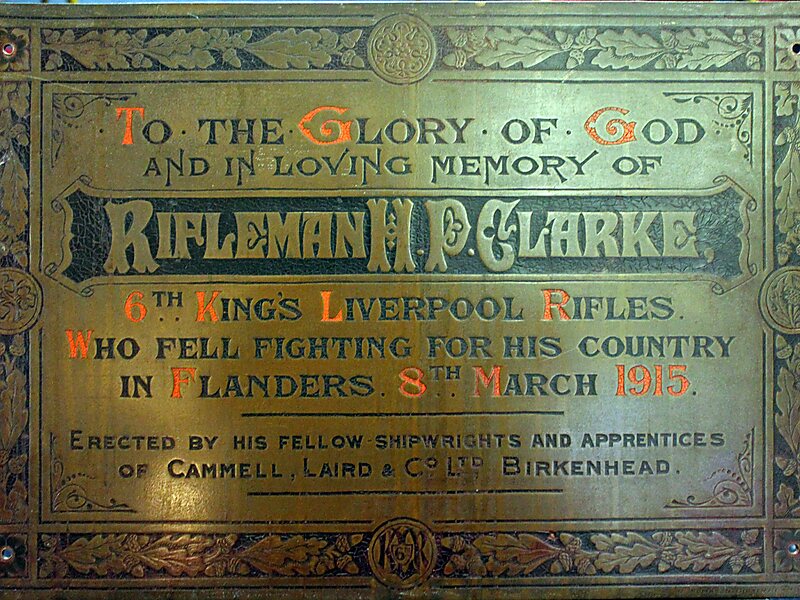 To · the · Glory · of · God
and in loving memory of
Rifleman H. P. Clarke,
6TH King's Liverpool Rifles.
Who fell fighting for his country
in Flanders. 8TH March 1915.
Erected by his fellow-shipwrights and apprentices
of Cammell, Laird & Co LTD Birkenhead.